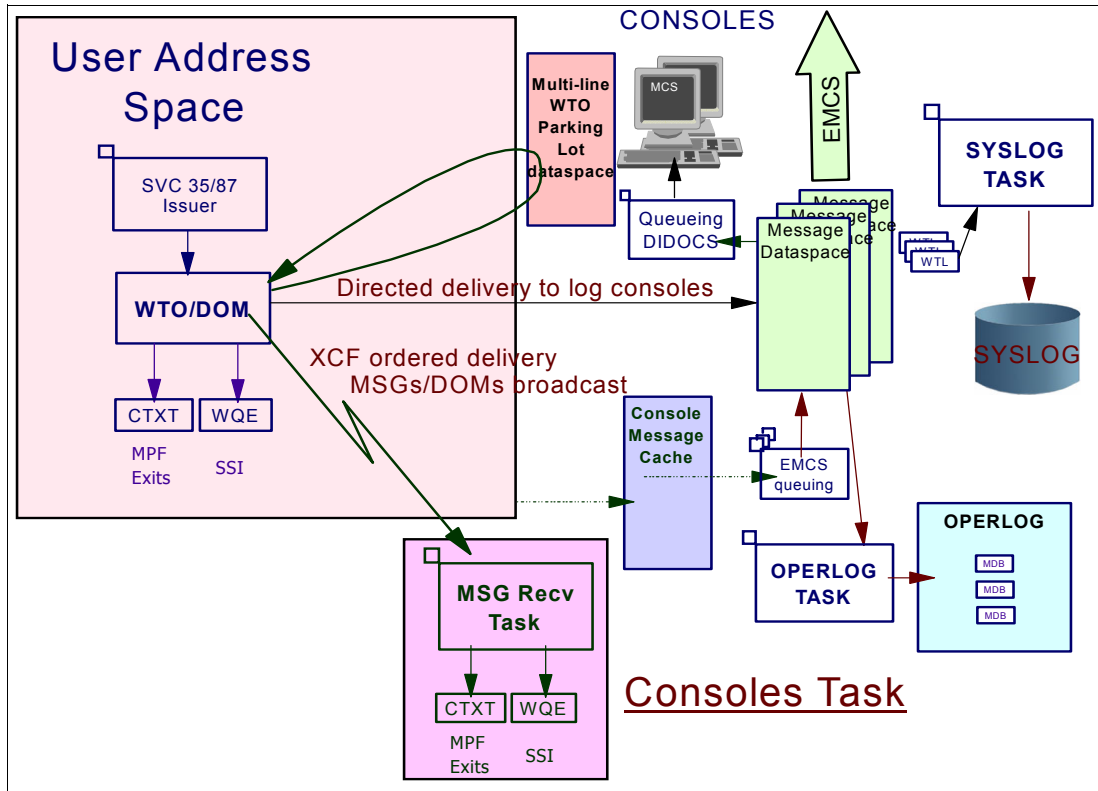 CONSOLES
User Address
Space
SVC 35/87
Issuer
WTO/DOM
CTXT
WQE
MPF
Exits
SSI
Multi-line
WTO
Parking
Lot
dataspace
MCS
Queueing
DIDOCS
EMCS
Message
Message
ace
Message
Dataspace
SYSLOG
TASK
WTL
SYSLOG
Directed delivery to log consoles
XCF ordered delivery
MSGs/DOMs broadcast
Console
Message
Cache
EMCS
queuing
OPERLOG
TASK
OPERLOG
MDB
MDB
MDB
MSG Recv
Task
CTXT
WQE
MPF
Exits
SSI
Consoles Task